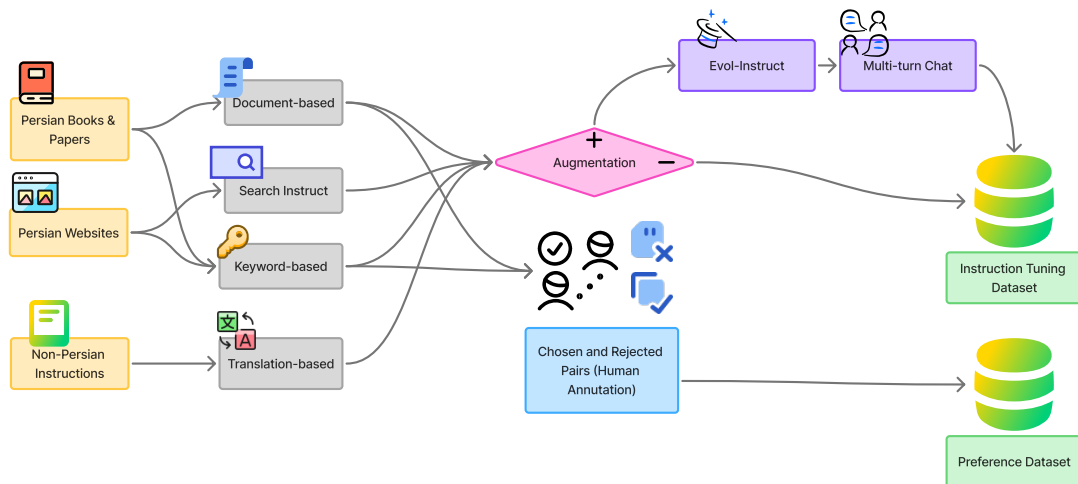 Persian Books &
Papers
Persian Websites
Non-Persian
Instructions
Document-based
Search Instruct
Keyword-based
文
A
Translation-based
Augmentation
Evol-Instruct
Multi-turn Chat
Chosen and Rejected
Pairs (Human
Annutation)
Instruction Tuning
Dataset
Preference Dataset